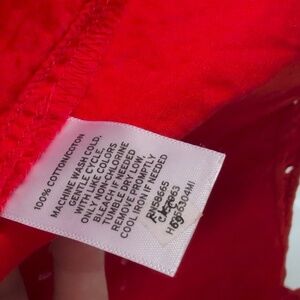 100% COTTON/COTON
MACHINE WASH COLD,
GENTLE CYCLE,
ONLY WITH LIKE COLORS
NON-CHLORINE
BLEACH IF NEEDED
TUMBLE DRY LOW,
REMOVE PROMPTLY
COOL IRON IF NEEDED
RN58665